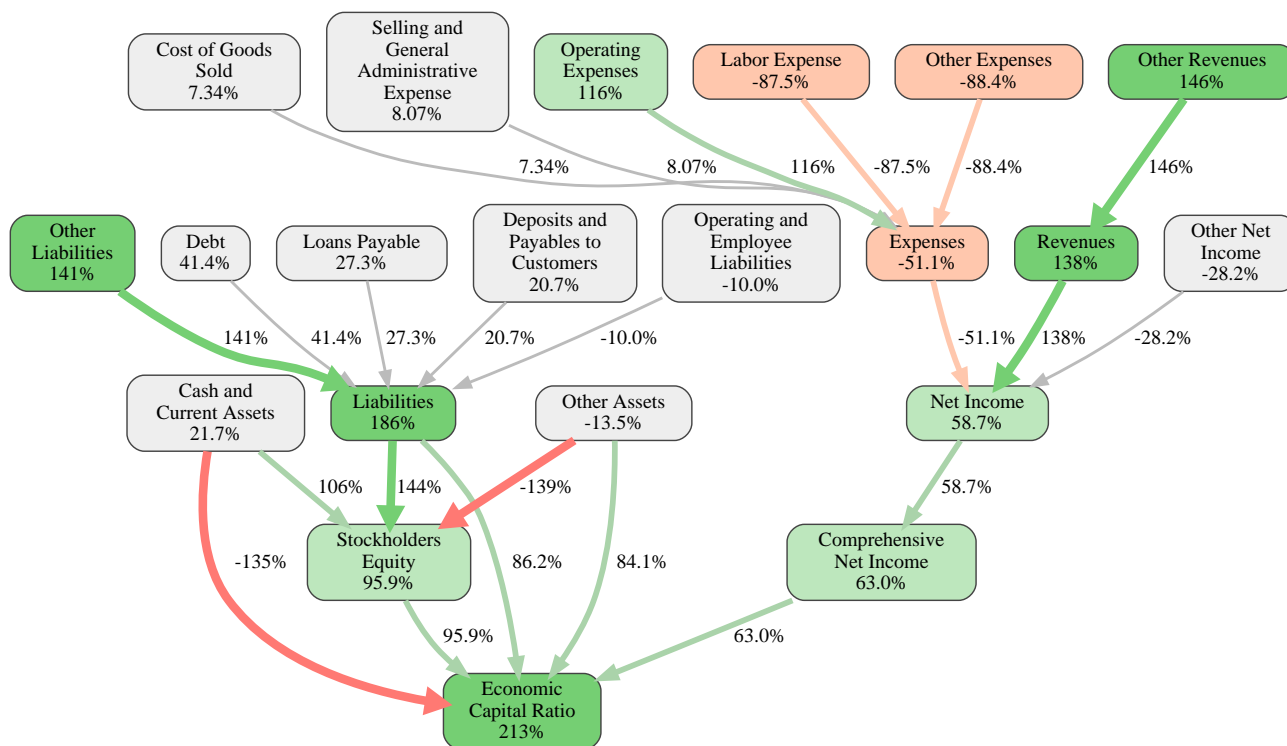 Cost of Goods
Sold
7.34%
Selling and
General
Administrative
Expense
8.07%
Operating
Expenses
116%
Labor Expense
-87.5%
Other Expenses
-88.4%
Other Revenues
146%
7.34%
8.07%
116%
-87.5%
-88.4%
146%
Other
Liabilities
141%
Debt
41.4%
Loans Payable
27.3%
Deposits and
Payables to
Customers
20.7%
Operating and
Employee
Liabilities
-10.0%
Expenses
-51.1%
Revenues
138%
Other Net
Income
-28.2%
141%
41.4%
27.3%
20.7%
-10.0%
-51.1%
138%
-28.2%
Cash and
Current Assets
21.7%
Liabilities
186%
Other Assets
-13.5%
Net Income
58.7%
106%
144%
-139%
58.7%
Stockholders
Equity
95.9%
Comprehensive
Net Income
63.0%
-135%
86.2%
84.1%
95.9%
63.0%
Economic
Capital Ratio
213%